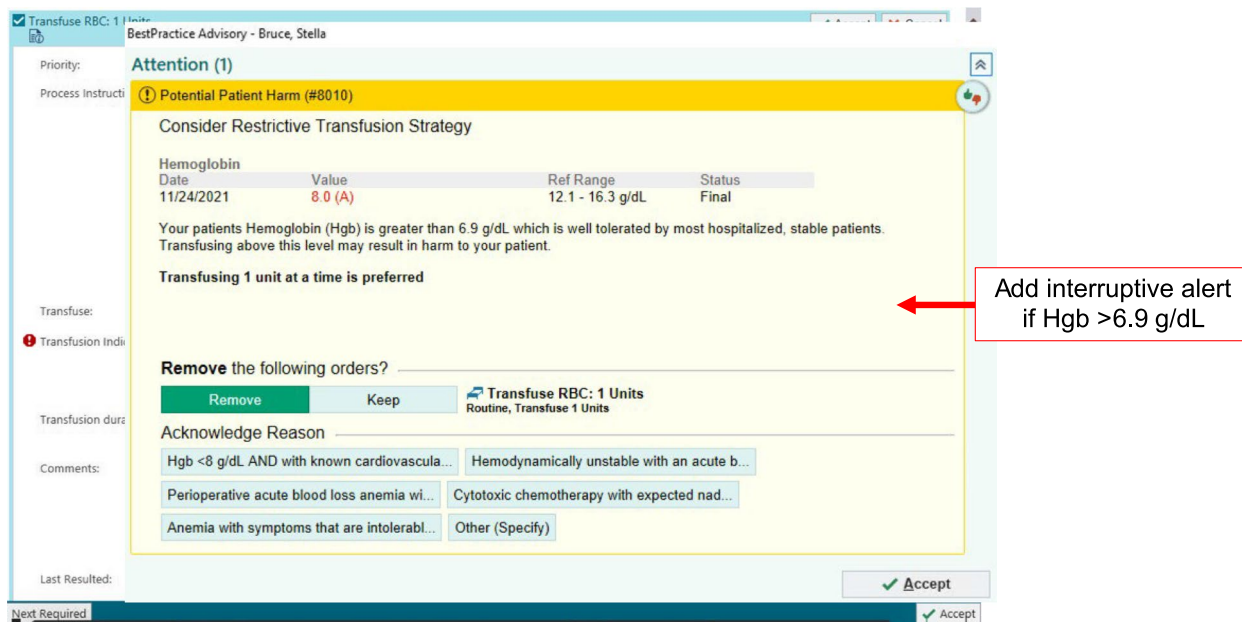 Transfuse RBC: 1 Units
BestPractice Advisory - Bruce, Stella
Attention (1)
Priority:
Process Instructi
Potential Patient Harm (#8010)
Consider Restrictive Transfusion Strategy
Hemoglobin
Date Value Ref Range Status
11/24/2021 8.0 (A) 12.1 - 16.3 g/dL Final
Your patients Hemoglobin (Hgb) is greater than 6.9 g/dL which is well tolerated by most hospitalized, stable patients.
Transfusing above this level may result in harm to your patient.
Transfusing 1 unit at a time is preferred
Add interruptive alert
if Hgb >6.9 g/dL
Transfuse:
Transfusion Indi
Remove the following orders?
Remove Keep Transfuse RBC: 1 Units
Routine, Transfuse 1 Units
Transfusion dura
Acknowledge Reason
Comments:
Hgb <8 g/dL AND with known cardiovascula... Hemodynamically unstable with an acute b...
Perioperative acute blood loss anemia wi... Cytotoxic chemotherapy with expected nad...
Anemia with symptoms that are intolerabl... Other (Specify)
Last Resulted:
Accept
Next Required Accept